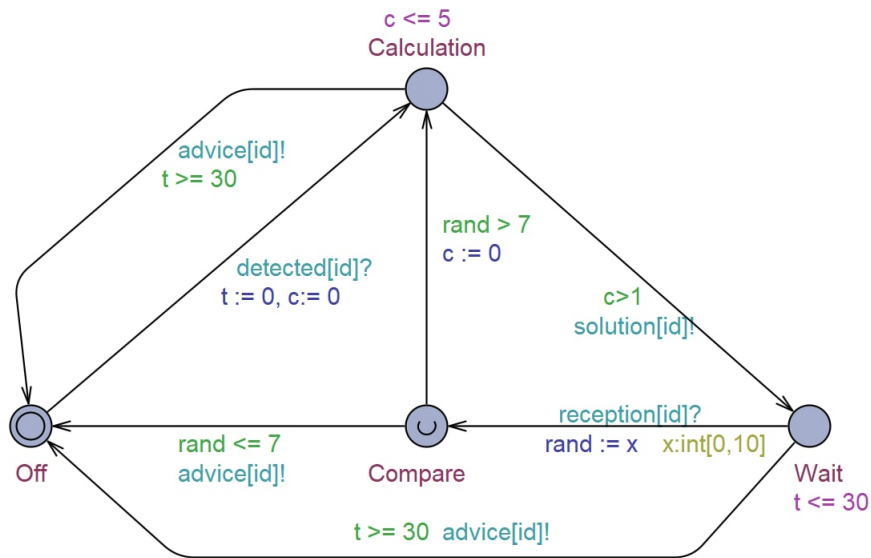 c <= 5
Calculation
advice[id]!
t >= 30
rand > 7
c := 0
detected[id]?
t := 0, c:= 0
c>1
solution[id]!
reception[id]?
rand := x x:int[0,10]
rand <= 7
advice[id]!
Off
Compare
Wait
t <= 30
t >= 30 advice[id]!